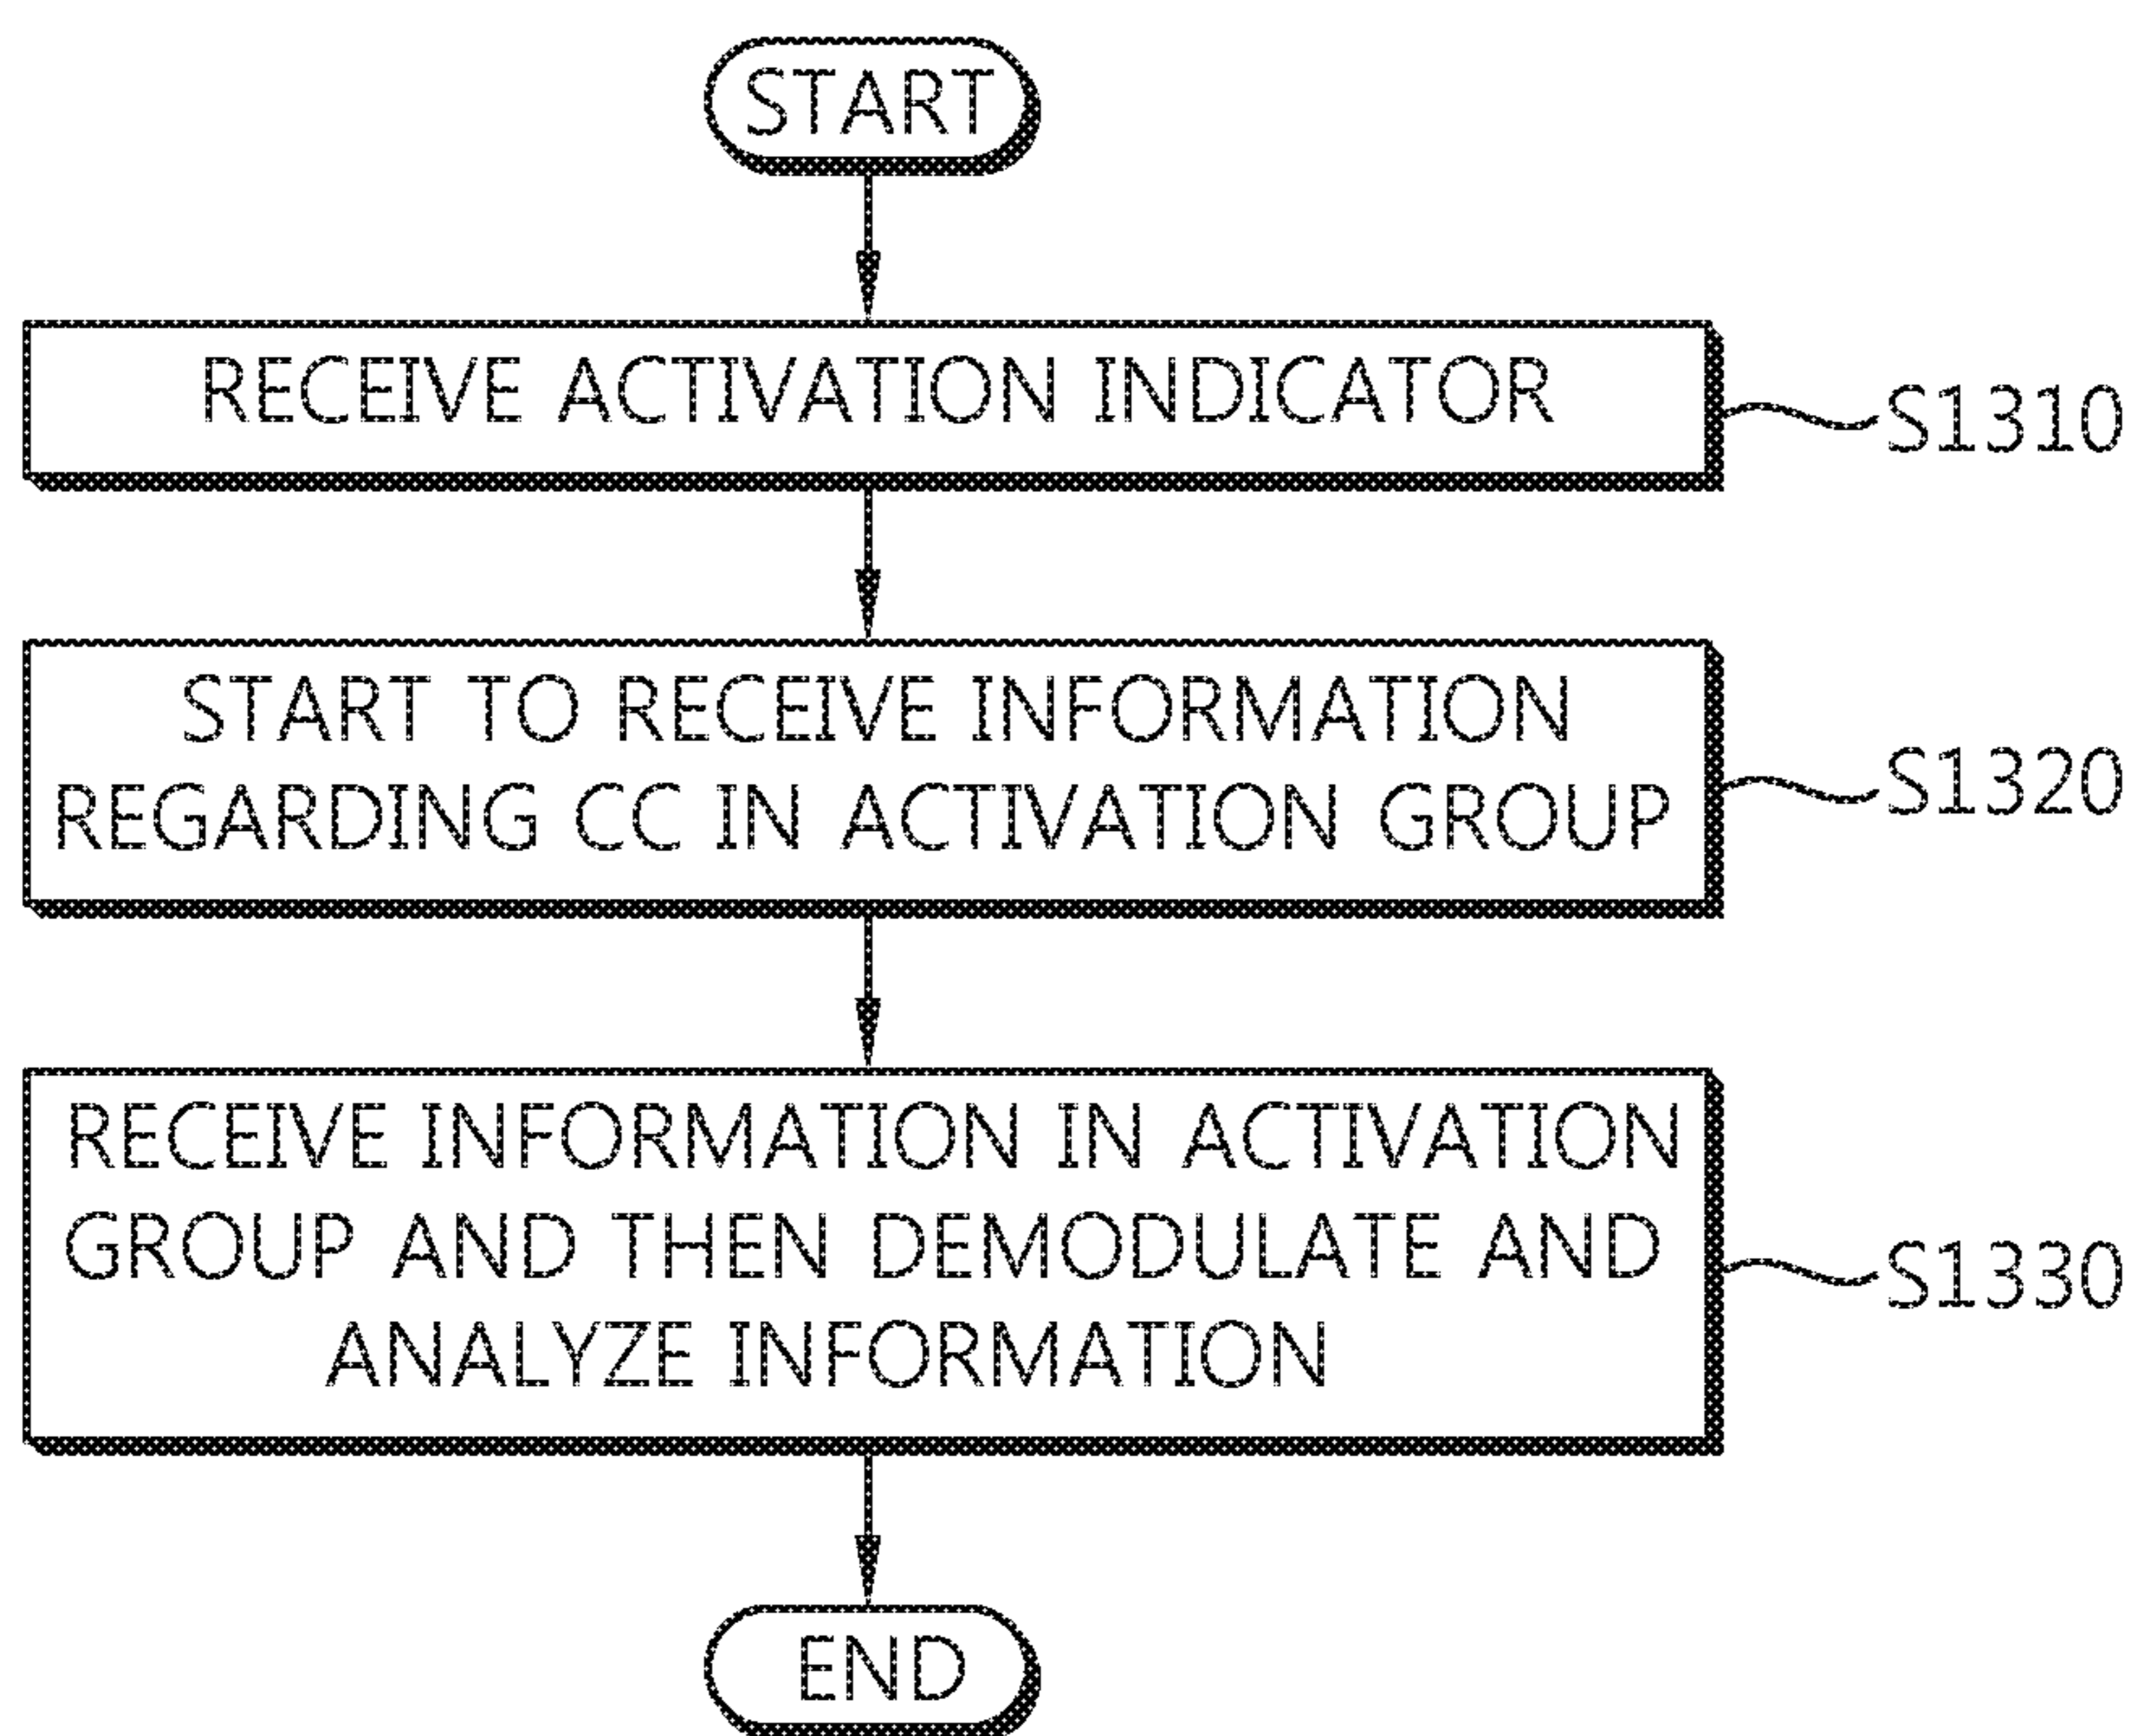 START
RECEIVE ACTIVATION INDICATOR
S1310
START TO RECEIVE INFORMATION
REGARDING CC IN ACTIVATION GROUP
S1320
RECEIVE INFORMATION IN ACTIVATION
GROUP AND THEN DEMODULATE AND
ANALYZE INFORMATION
S1330
END